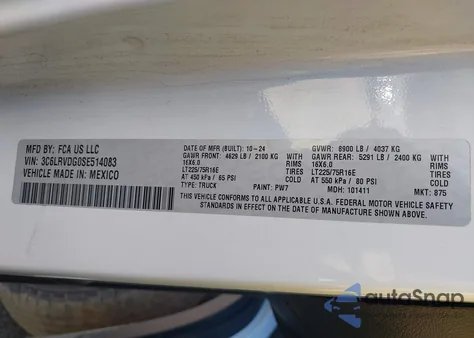 MFD BY: FCA US LLC
VIN: 3C6LRVDG0SE514083
VEHICLE MADE IN: MEXICO
DATE OF MFR (BUILT): 10-24
GVWR: 8900 LB / 4037 KG
GAWR FRONT: 4629 LB / 2100 KG WITH
16X6.0 RIMS
LT225/75R16E TIRES
AT 450 kPa / 65 PSI COLD
GAWR REAR: 5291 LB / 2400 KG WITH
16X6.0 RIMS
LT225/75R16E TIRES
AT 550 kPa / 80 PSI COLD
TYPE: TRUCK PAINT: PW7 MDH: 101411 MKT: 875
THIS VEHICLE CONFORMS TO ALL APPLICABLE U.S.A. FEDERAL MOTOR VEHICLE
SAFETY STANDARDS IN EFFECT ON THE DATE OF MANUFACTURE SHOWN ABOVE.
autoSnap